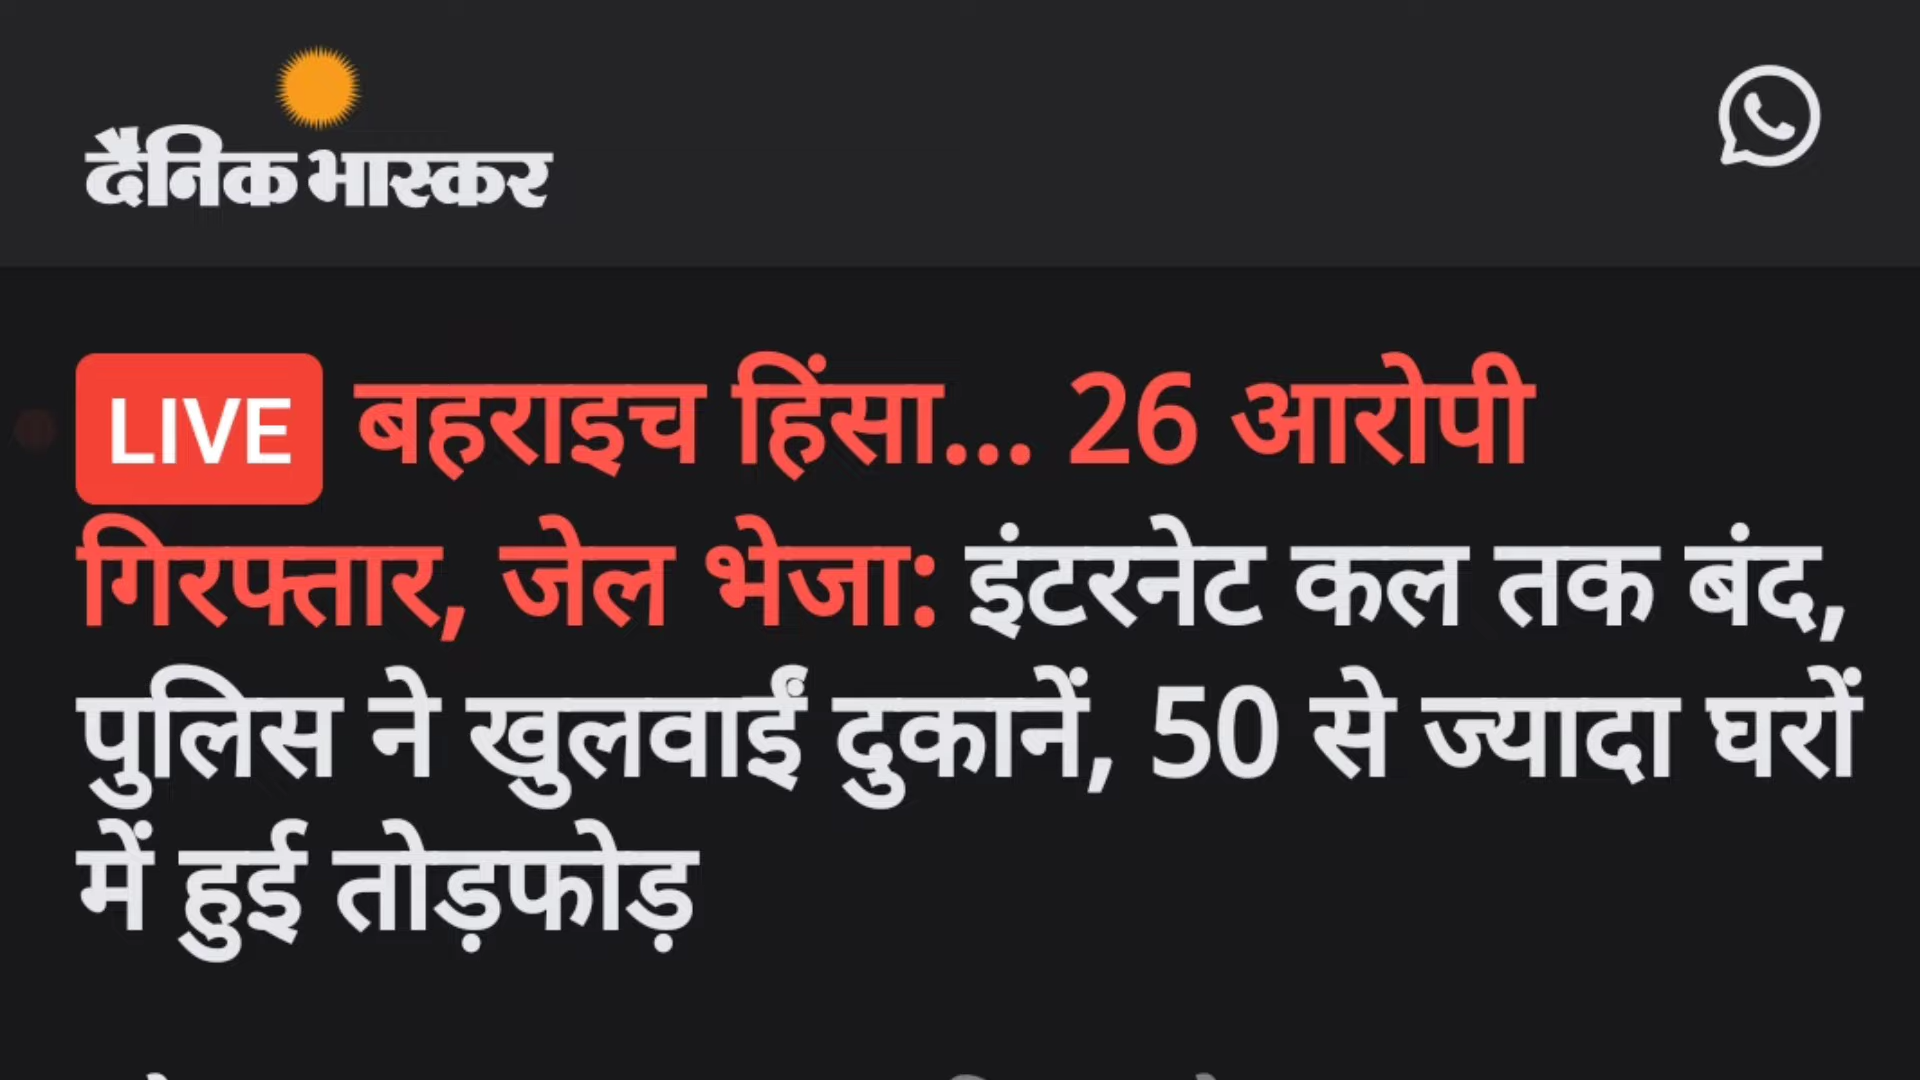 दैनिक भास्कर
LIVE बहराइच हिंसा... 26 आरोपी
गिरफ्तार, जेल भेजा: इंटरनेट कल तक बंद,
पुलिस ने खुलवाईं दुकानें, 50 से ज्यादा घरों
में हुई तोड़फोड़